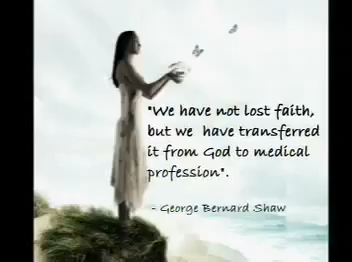 "We have not lost faith,
but we have transferred
it from God to medical
profession".
- George Bernard Shaw